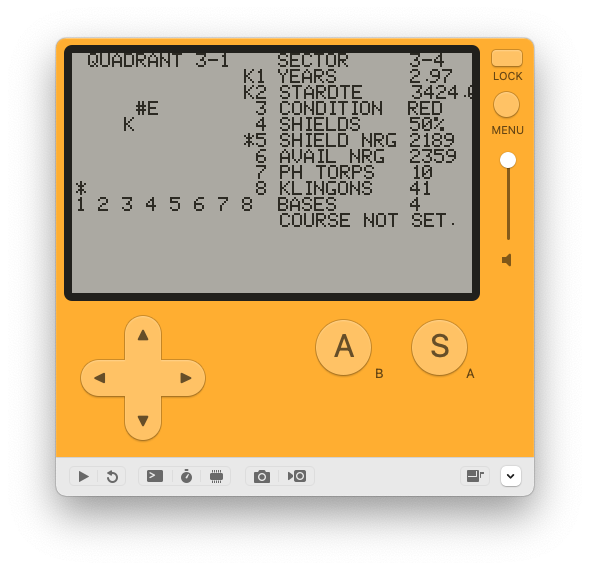 QUADRANT 3-1 SECTOR 3-4
K1 YEARS 2.97
K2 STARDTE 3424.
#E 3 CONDITION RED
K 4 SHIELDS 50%
*5 SHIELD NRG 2189
6 AVAIL NRG 2359
7 PH TORPS 10
* 8 KLINGONS 41
1 2 3 4 5 6 7 8 BASES 4
COURSE NOT SET.
LOCK
MENU
A B
S A